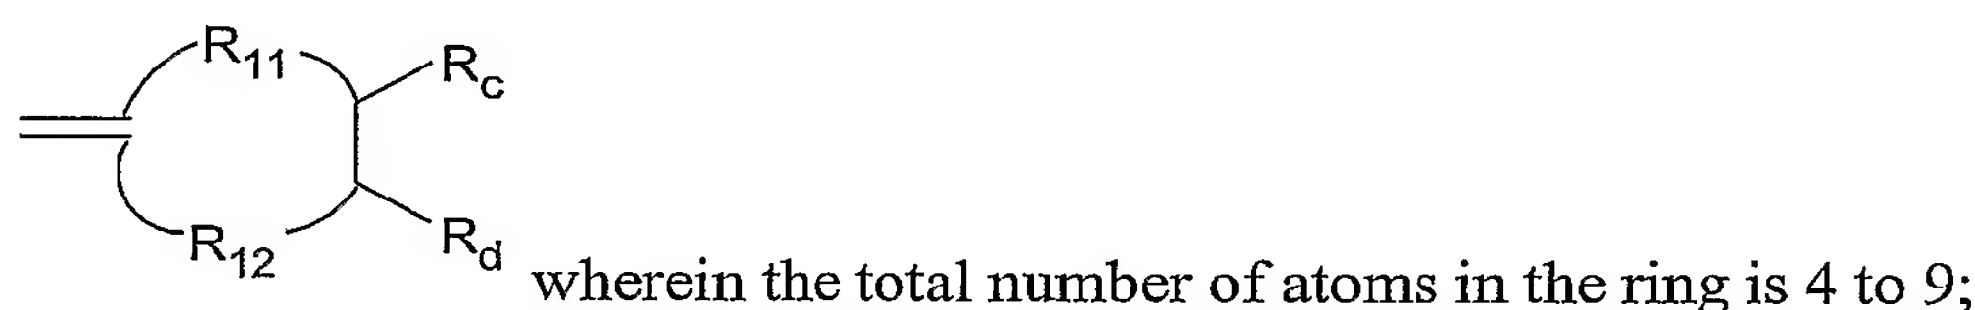 R11
Rc
R12
Rd
wherein the total number of atoms in the ring is 4 to 9;